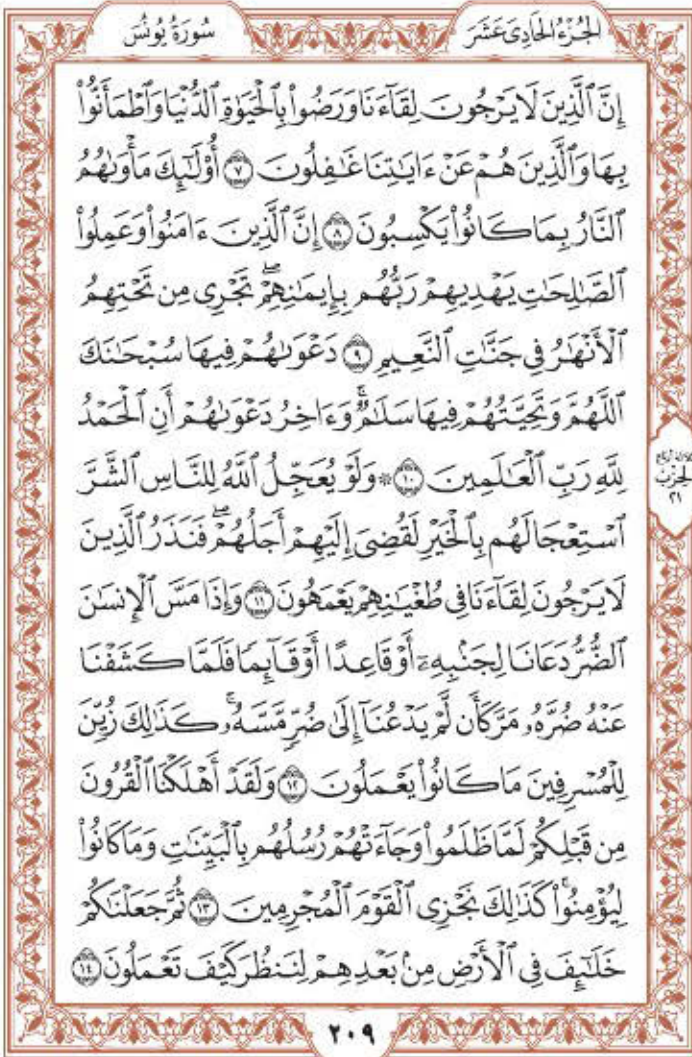 الجُزْءُ الحَادِىَ عَشَرَ
سُورَةُ يُونُسَ
إِنَّ ٱلَّذِينَ لَا يَرْجُونَ لِقَآءَنَا وَرَضُوا۟ بِٱلْحَيَوٰةِ ٱلدُّنْيَا وَٱطْمَأَنُّوا۟
بِهَا وَٱلَّذِينَ هُمْ عَنْ ءَايَٰتِنَا غَٰفِلُونَ ٧ أُو۟لَٰٓئِكَ مَأْوَىٰهُمُ
ٱلنَّارُ بِمَا كَانُوا۟ يَكْسِبُونَ ٨ إِنَّ ٱلَّذِينَ ءَامَنُوا۟ وَعَمِلُوا۟
ٱلصَّٰلِحَٰتِ يَهْدِيهِمْ رَبُّهُم بِإِيمَٰنِهِمْ ۖ تَجْرِى مِن تَحْتِهِمُ
ٱلْأَنْهَٰرُ فِى جَنَّٰتِ ٱلنَّعِيمِ ٩ دَعْوَىٰهُمْ فِيهَا سُبْحَٰنَكَ
ٱللَّهُمَّ وَتَحِيَّتُهُمْ فِيهَا سَلَٰمٌ ۚ وَءَاخِرُ دَعْوَىٰهُمْ أَنِ ٱلْحَمْدُ
لِلَّهِ رَبِّ ٱلْعَٰلَمِينَ ١٠ ۞ وَلَوْ يُعَجِّلُ ٱللَّهُ لِلنَّاسِ ٱلشَّرَّ
ٱسْتِعْجَالَهُم بِٱلْخَيْرِ لَقُضِىَ إِلَيْهِمْ أَجَلُهُمْ ۖ فَنَذَرُ ٱلَّذِينَ
لَا يَرْجُونَ لِقَآءَنَا فِى طُغْيَٰنِهِمْ يَعْمَهُونَ ١١ وَإِذَا مَسَّ ٱلْإِنسَٰنَ
ٱلضُّرُّ دَعَانَا لِجَنۢبِهِۦٓ أَوْ قَاعِدًا أَوْ قَآئِمًا فَلَمَّا كَشَفْنَا
عَنْهُ ضُرَّهُۥ مَرَّ كَأَن لَّمْ يَدْعُنَآ إِلَىٰ ضُرٍّ مَّسَّهُۥ ۚ كَذَٰلِكَ زُيِّنَ
لِلْمُسْرِفِينَ مَا كَانُوا۟ يَعْمَلُونَ ١٢ وَلَقَدْ أَهْلَكْنَا ٱلْقُرُونَ
مِن قَبْلِكُمْ لَمَّا ظَلَمُوا۟ وَجَآءَتْهُمْ رُسُلُهُم بِٱلْبَيِّنَٰتِ وَمَا كَانُوا۟
لِيُؤْمِنُوا۟ ۚ كَذَٰلِكَ نَجْزِى ٱلْقَوْمَ ٱلْمُجْرِمِينَ ١٣ ثُمَّ جَعَلْنَٰكُمْ
خَلَٰٓئِفَ فِى ٱلْأَرْضِ مِنۢ بَعْدِهِمْ لِنَنظُرَ كَيْفَ تَعْمَلُونَ ١٤
ثلاثة أرباع
الحزب
٢١
٢٠٩